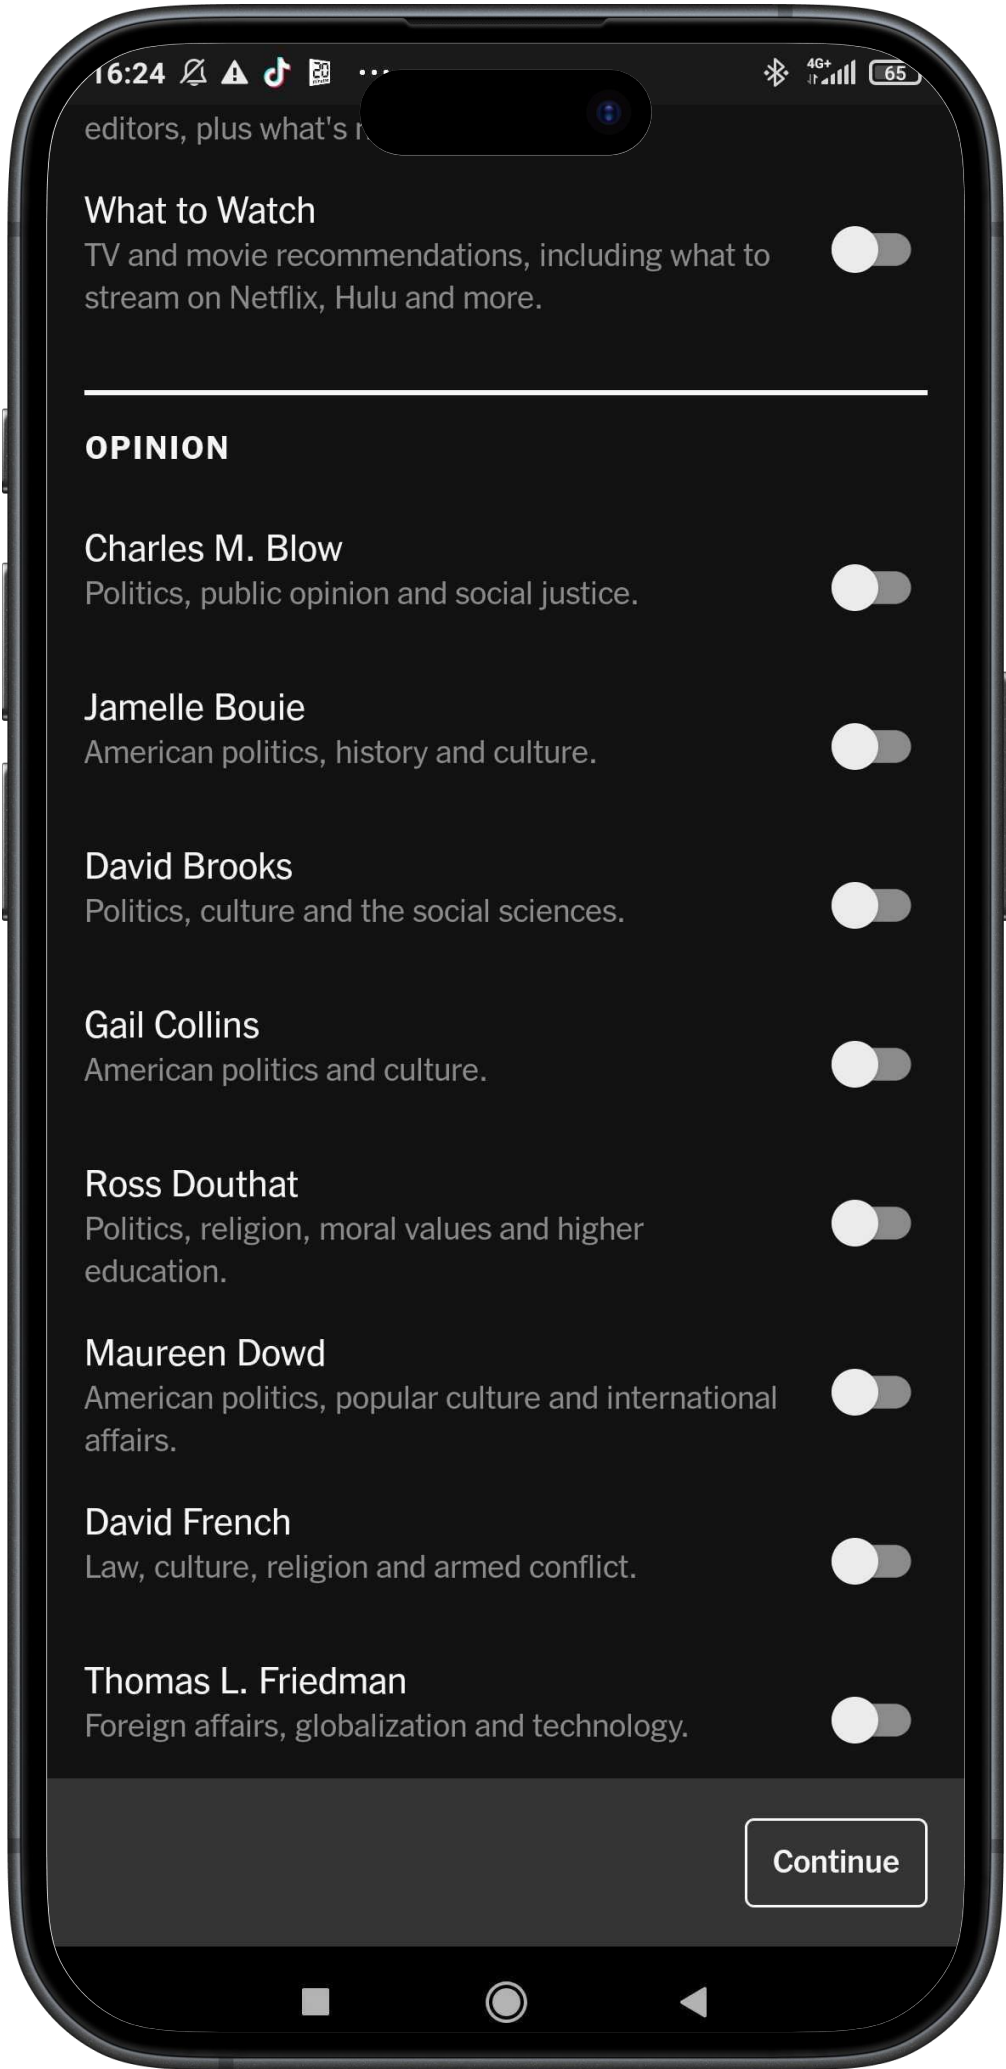 16:24 4G+ 65
editors, plus what's
What to Watch
TV and movie recommendations, including what to
stream on Netflix, Hulu and more.
OPINION
Charles M. Blow
Politics, public opinion and social justice.
Jamelle Bouie
American politics, history and culture.
David Brooks
Politics, culture and the social sciences.
Gail Collins
American politics and culture.
Ross Douthat
Politics, religion, moral values and higher
education.
Maureen Dowd
American politics, popular culture and international
affairs.
David French
Law, culture, religion and armed conflict.
Thomas L. Friedman
Foreign affairs, globalization and technology.
Continue